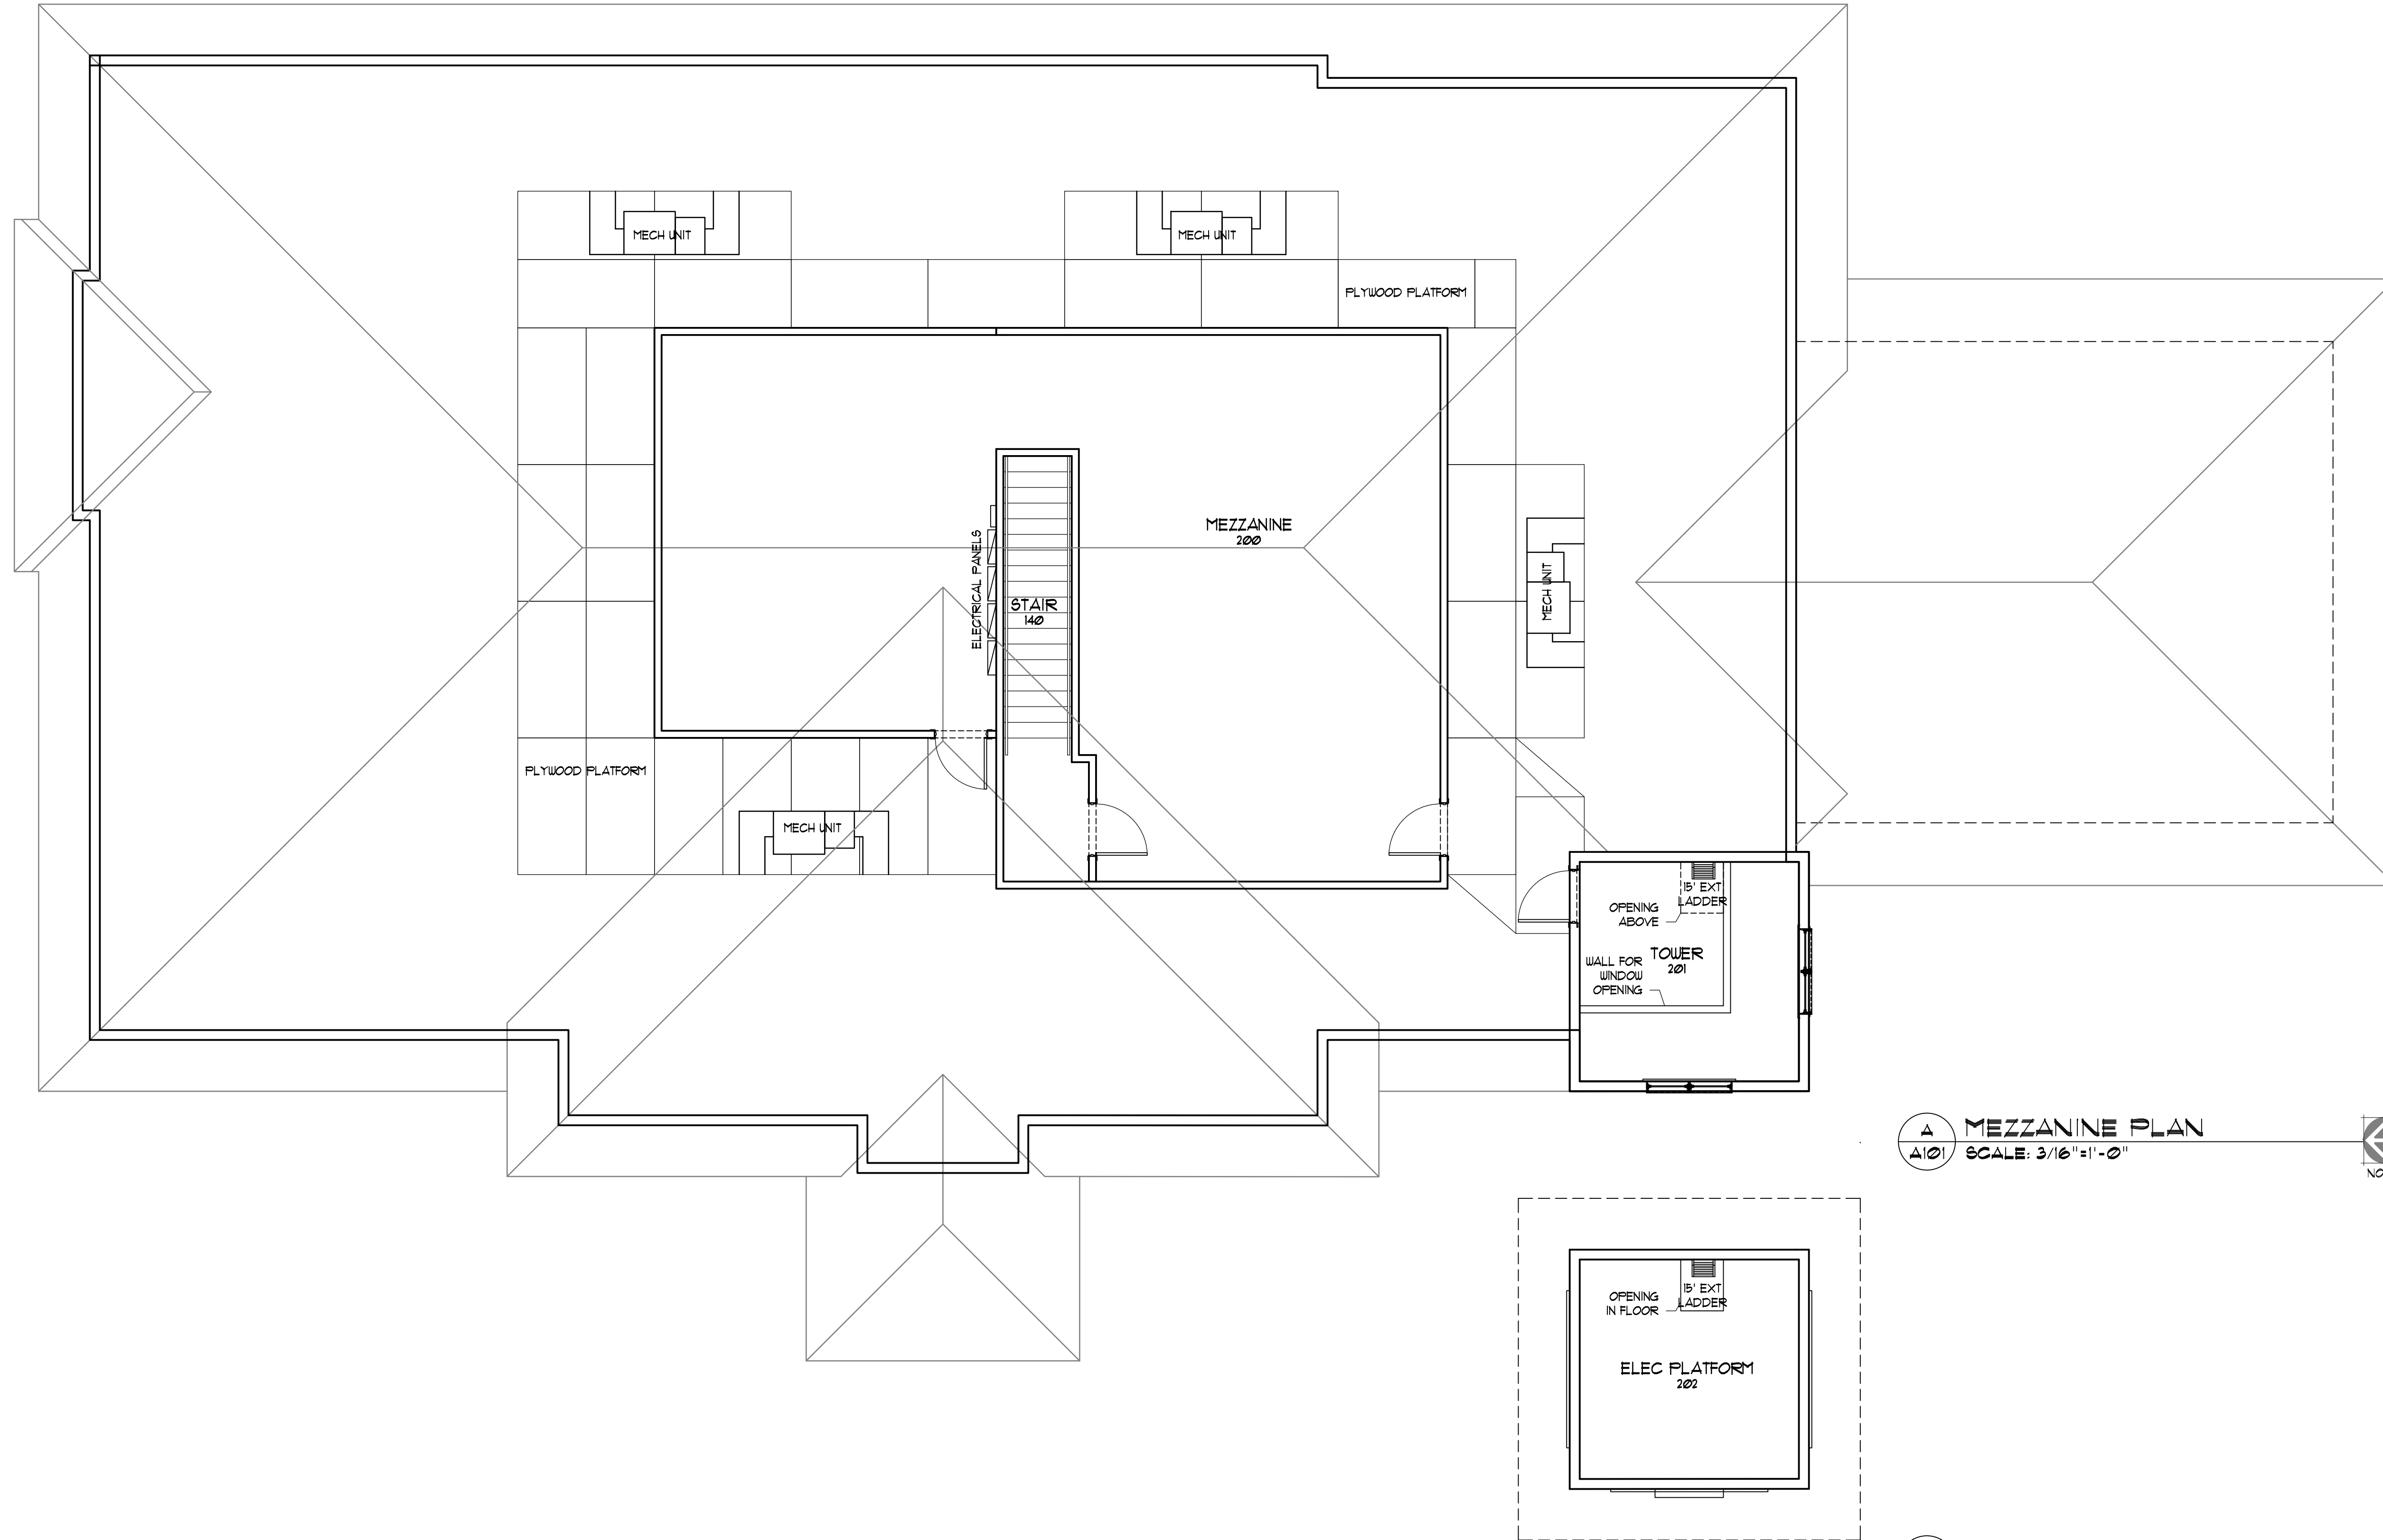 MECH UNIT
MECH UNIT
PLYWOOD PLATFORM
MEZZANINE
200
ELECTRICAL PANELS
MECH UNIT
STAIR
140
PLYWOOD PLATFORM
MECH UNIT
15' EXT
LADDER
OPENING
ABOVE
TOWER
201
WALL FOR
WINDOW
OPENING
A
A101
MEZZANINE PLAN
SCALE: 3/16"=1'-0"
NO
15' EXT
LADDER
OPENING
IN FLOOR
ELEC PLATFORM
202